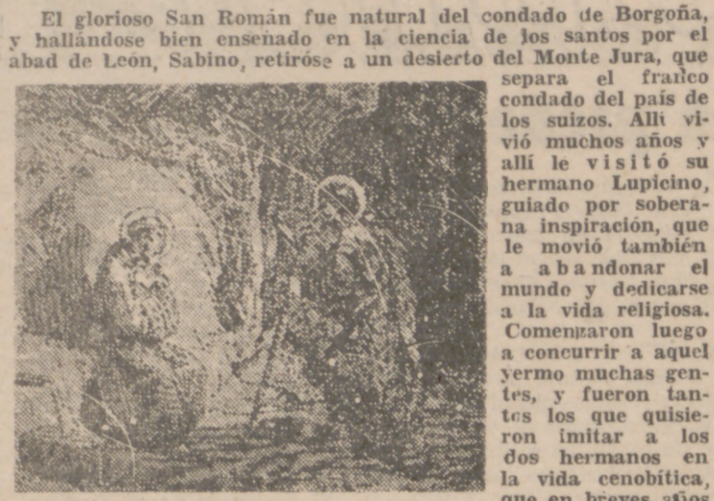 El glorioso San Román fue natural del condado de Borgoña,
y hallándose bien enseñado en la ciencia de los santos por el
abad de León, Sabino, retiróse a un desierto del Monte Jura, que
separa el franco
condado del país de
los suizos. Allí vi-
vió muchos años y
allí le visitó su
hermano Lupicino,
guiado por sobera-
na inspiración, que
le movió también
a abandonar el
mundo y dedicarse
a la vida religiosa.
Comenzaron luego
a concurrir a aquel
yermo muchas gen-
tes, y fueron tan-
tos los que quisie-
ron imitar a los
dos hermanos en
la vida cenobítica,
que en breves años